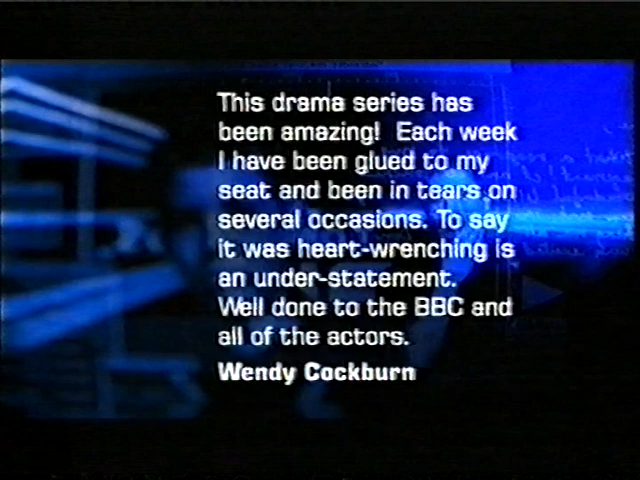 This drama series has
been amazing!  Each week
I have been glued to my
seat and been in tears on
several occasions. To say
it was heart-wrenching is
an under-statement.
Well done to the BBC and
all of the actors.
Wendy Cockburn